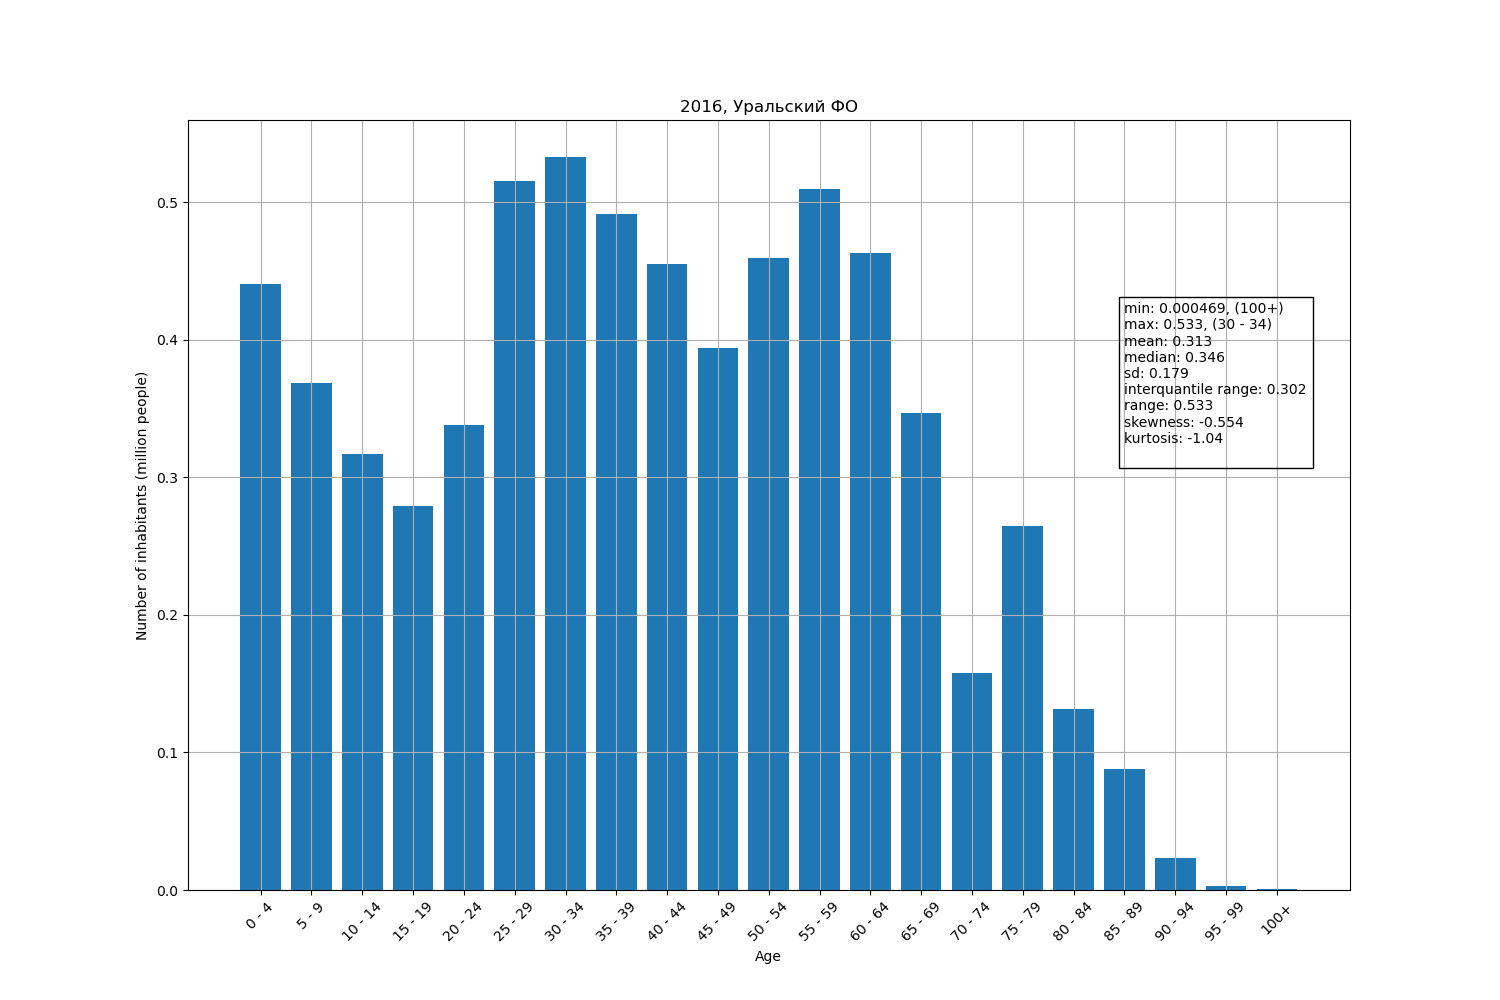 2016, Уральский ФО
Number of inhabitants (million people)
0.5
0.4
0.3
0.2
0.1
0.0
min: 0.000469, (100+)
max: 0.533, (30 - 34)
mean: 0.313
median: 0.346
sd: 0.179
interquantile range: 0.302
range: 0.533
skewness: -0.554
kurtosis: -1.04
0 - 4
5 - 9
10 - 14
15 - 19
20 - 24
25 - 29
30 - 34
35 - 39
40 - 44
45 - 49
50 - 54
55 - 59
60 - 64
65 - 69
70 - 74
75 - 79
80 - 84
85 - 89
90 - 94
95 - 99
100+
Age